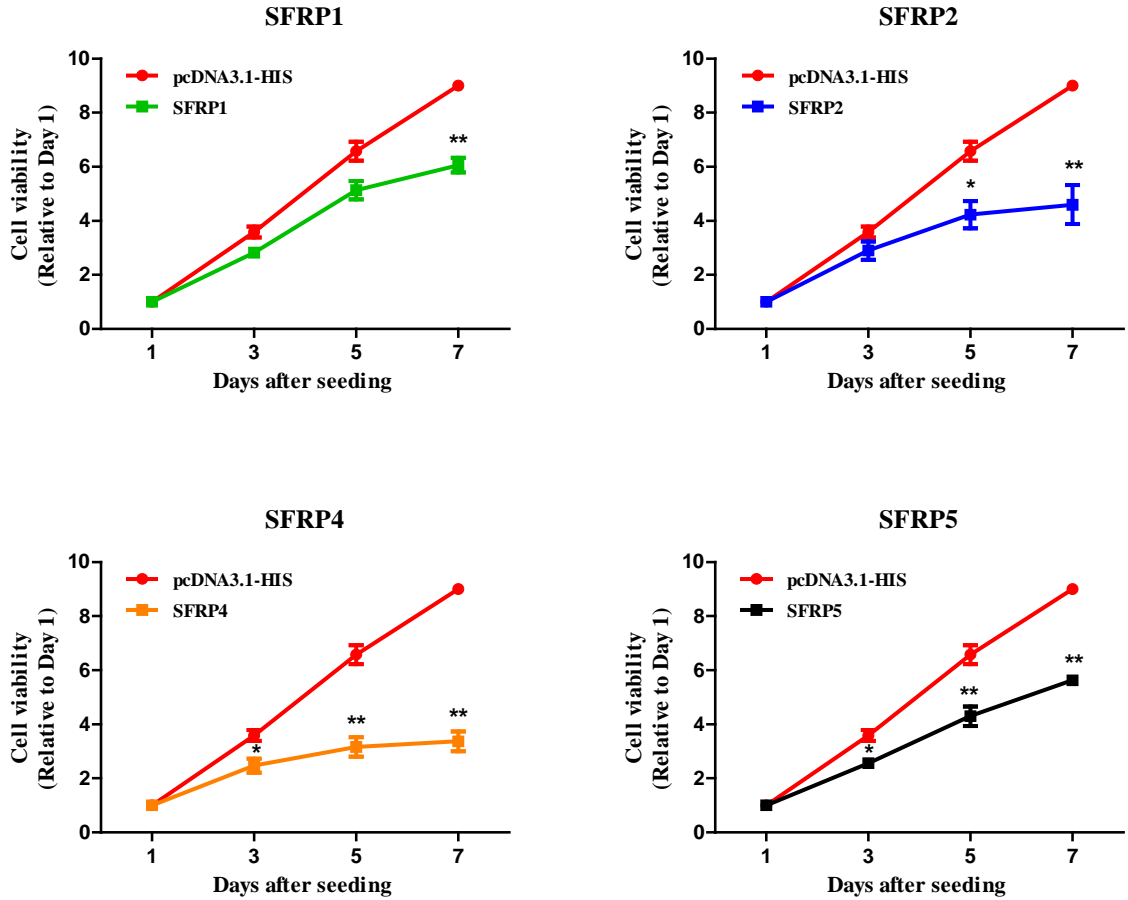 SFRP1
pcDNA3.1-HIS
SFRP1
Cell viability
(Relative to Day 1)
10
8
6
4
2
0
**
1 3 5 7
Days after seeding
SFRP2
pcDNA3.1-HIS
SFRP2
Cell viability
(Relative to Day 1)
10
8
6
4
2
0
* **
1 3 5 7
Days after seeding
SFRP4
pcDNA3.1-HIS
SFRP4
Cell viability
(Relative to Day 1)
10
8
6
4
2
0
* ** **
1 3 5 7
Days after seeding
SFRP5
pcDNA3.1-HIS
SFRP5
Cell viability
(Relative to Day 1)
10
8
6
4
2
0
* ** **
1 3 5 7
Days after seeding